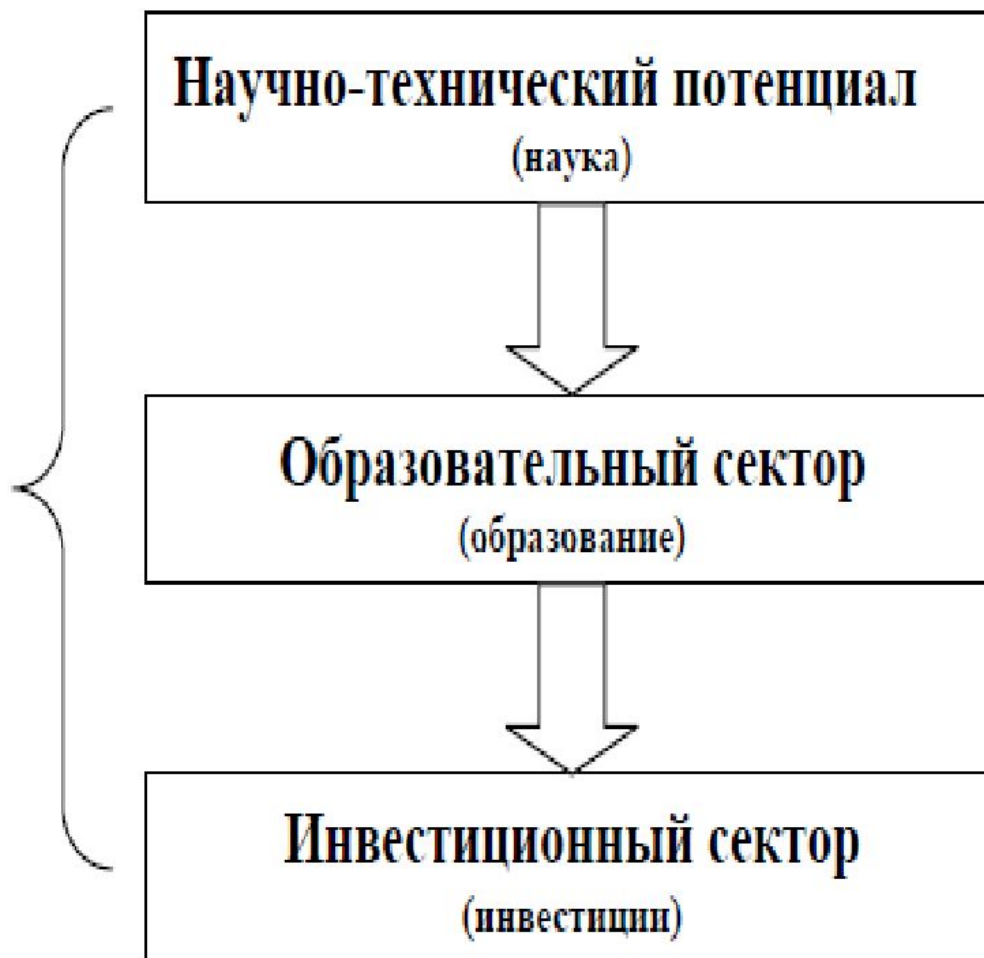 Научно-технический потенциал
(наука)
Образовательный сектор
(образование)
Инвестиционный сектор
(инвестиции)